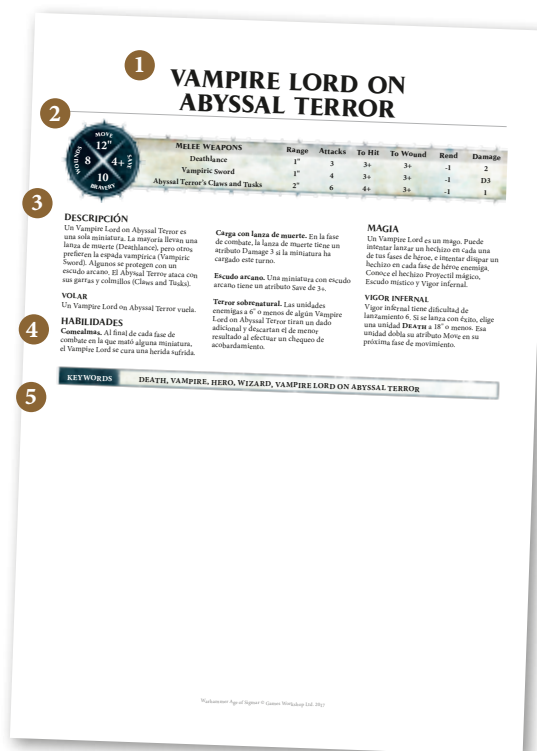 1
VAMPIRE LORD ON
ABYSSAL TERROR
2
MOVE
12"
WOUNDS
8
4+
SAVE
10
BRAVERY
MELEE WEAPONS Range Attacks To Hit To Wound Rend Damage
Deathlance 1" 3 3+ 3+ -1 2
Vampiric Sword 1" 4 3+ 3+ -1 D3
Abyssal Terror's Claws and Tusks 2" 6 4+ 3+ -1 1
3
DESCRIPCIÓN
Un Vampire Lord on Abyssal Terror es
una sola miniatura. La mayoría llevan una
lanza de muerte (Deathlance), pero otros
prefieren la espada vampírica (Vampiric
Sword). Algunos se protegen con un
escudo arcano. El Abyssal Terror ataca con
sus garras y colmillos (Claws and Tusks).
VOLAR
Un Vampire Lord on Abyssal Terror vuela.
4
HABILIDADES
Comealmas. Al final de cada fase de
combate en la que mató alguna miniatura,
el Vampire Lord se cura una herida sufrida.
Carga con lanza de muerte. En la fase
de combate, la lanza de muerte tiene un
atributo Damage 3 si la miniatura ha
cargado este turno.
Escudo arcano. Una miniatura con escudo
arcano tiene un atributo Save de 3+.
Terror sobrenatural. Las unidades
enemigas a 6" o menos de algún Vampire
Lord on Abyssal Terror tiran un dado
adicional y descartan el de menor
resultado al efectuar un chequeo de
acobardamiento.
MAGIA
Un Vampire Lord es un mago. Puede
intentar lanzar un hechizo en cada una
de tus fases de héroe, e intentar disipar un
hechizo en cada fase de héroe enemiga.
Conoce el hechizo Proyectil mágico,
Escudo místico y Vigor infernal.
VIGOR INFERNAL
Vigor infernal tiene dificultad de
lanzamiento 6. Si se lanza con éxito, elige
una unidad DEATH a 18" o menos. Esa
unidad dobla su atributo Move en su
próxima fase de movimiento.
5
KEYWORDS DEATH, VAMPIRE, HERO, WIZARD, VAMPIRE LORD ON ABYSSAL TERROR
Warhammer Age of Sigmar © Games Workshop Ltd. 2015